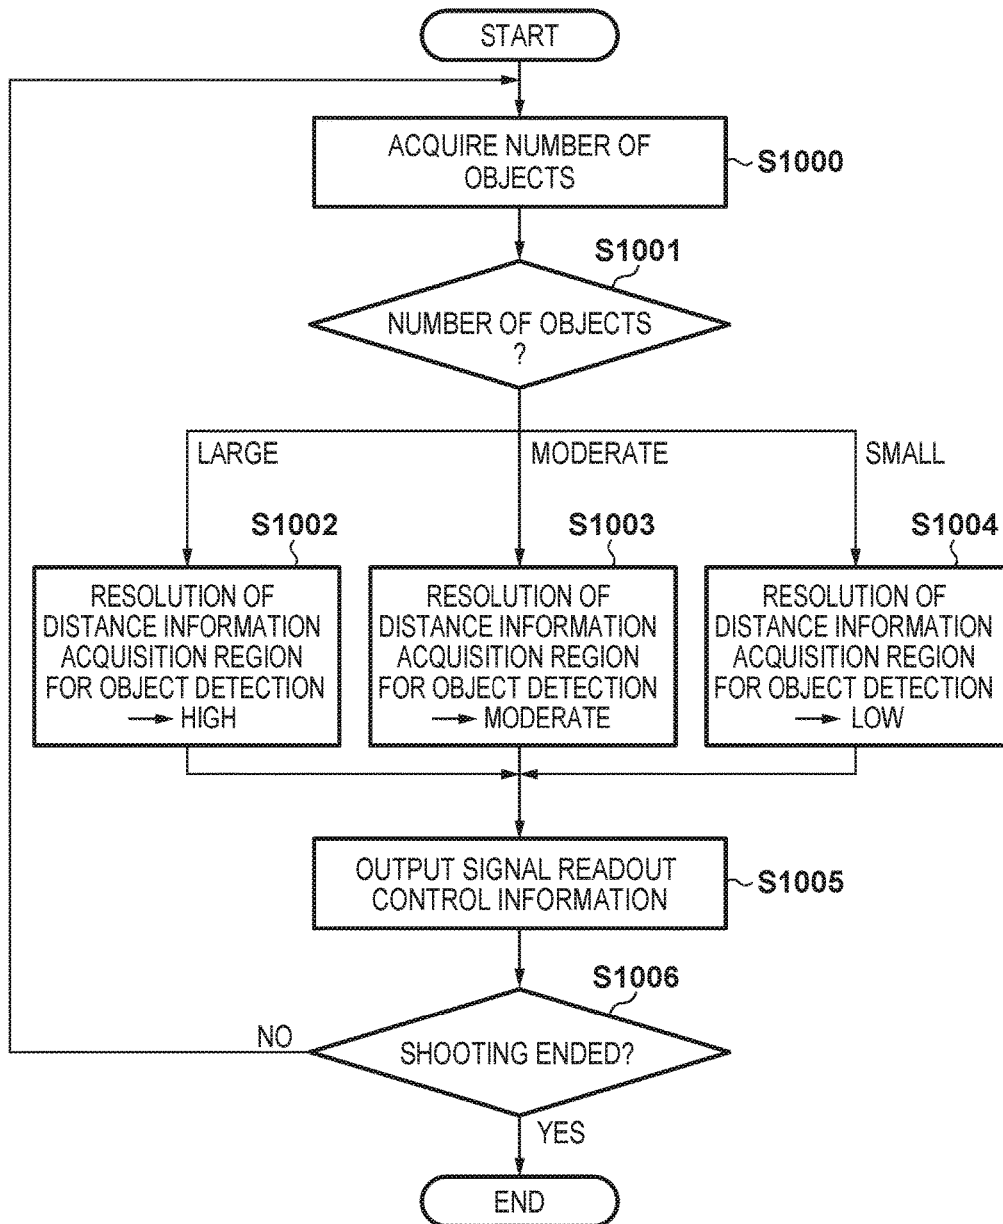 START
ACQUIRE NUMBER OF
OBJECTS
S1000
S1001
NUMBER OF OBJECTS
?
LARGE
MODERATE
SMALL
S1002
RESOLUTION OF
DISTANCE INFORMATION
ACQUISITION REGION
FOR OBJECT DETECTION
→ HIGH
S1003
RESOLUTION OF
DISTANCE INFORMATION
ACQUISITION REGION
FOR OBJECT DETECTION
→ MODERATE
S1004
RESOLUTION OF
DISTANCE INFORMATION
ACQUISITION REGION
FOR OBJECT DETECTION
→ LOW
OUTPUT SIGNAL READOUT
CONTROL INFORMATION
S1005
S1006
SHOOTING ENDED?
NO
YES
END